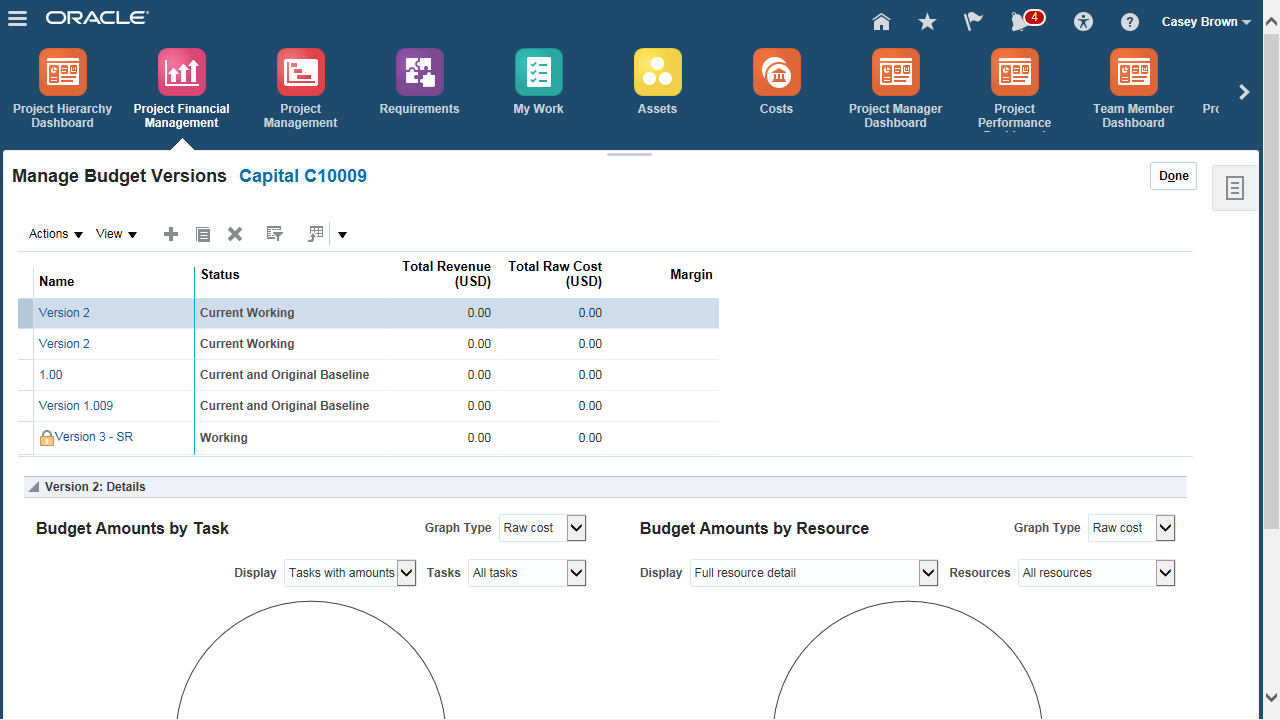 ORACLE
4
Casey Brown
Project Hierarchy
Dashboard
Project Financial
Management
Project
Management
Requirements
My Work
Assets
Costs
Project Manager
Dashboard
Project
Performance
Team Member
Dashboard
Pro
Manage Budget Versions Capital C10009
Done
Actions View
Name Status Total Revenue (USD) Total Raw Cost (USD) Margin
Version 2 Current Working 0.00 0.00
Version 2 Current Working 0.00 0.00
1.00 Current and Original Baseline 0.00 0.00
Version 1.009 Current and Original Baseline 0.00 0.00
Version 3 - SR Working 0.00 0.00
Version 2: Details
Budget Amounts by Task Graph Type Raw cost
Display Tasks with amounts Tasks All tasks
Budget Amounts by Resource Graph Type Raw cost
Display Full resource detail Resources All resources